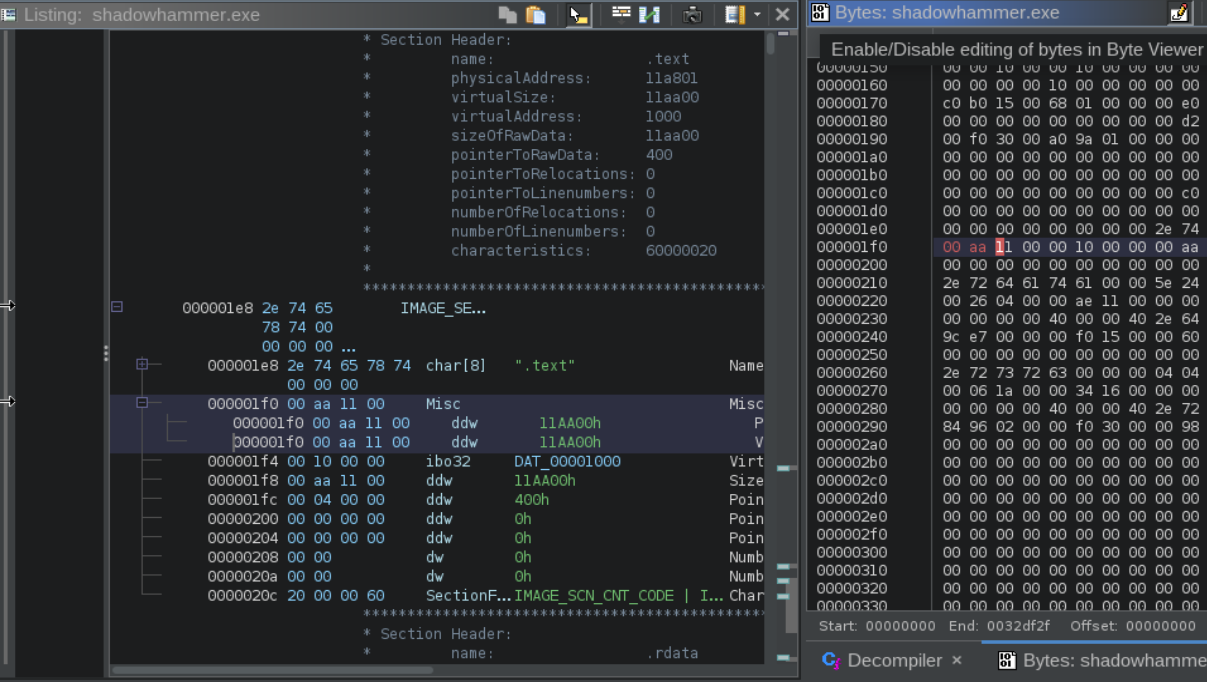 Listing: shadowhammer.exe
* Section Header:
* name: .text
* physicalAddress: 11a801
* virtualSize: 11aa00
* virtualAddress: 1000
* sizeOfRawData: 11aa00
* pointerToRawData: 400
* pointerToRelocations: 0
* pointerToLinenumbers: 0
* numberOfRelocations: 0
* numberOfLinenumbers: 0
* characteristics: 60000020
*
000001e8 2e 74 65 IMAGE_SE...
78 74 00
00 00 00 ...
000001e8 2e 74 65 78 74 char[8] ".text" Name
00 00 00
000001f0 00 aa 11 00 Misc Misc
000001f0 00 aa 11 00 ddw 11AA00h P
000001f0 00 aa 11 00 ddw 11AA00h V
000001f4 00 10 00 00 ibo32 DAT_00001000 Virt
000001f8 00 aa 11 00 ddw 11AA00h Size
000001fc 00 04 00 00 ddw 400h Poin
00000200 00 00 00 00 ddw 0h Poin
00000204 00 00 00 00 ddw 0h Poin
00000208 00 00 dw 0h Numb
0000020a 00 00 dw 0h Numb
0000020c 20 00 00 60 SectionF... IMAGE_SCN_CNT_CODE | I... Char
* Section Header:
* name: .rdata
Bytes: shadowhammer.exe
Enable/Disable editing of bytes in Byte Viewer
00000150 00 00 10 00 00 10 00 00 00 00
00000160 00 00 00 00 10 00 00 00 00 00
00000170 c0 b0 15 00 68 01 00 00 00 e0
00000180 00 00 00 00 00 00 00 00 00 d2
00000190 00 f0 30 00 a0 9a 01 00 00 00
000001a0 00 00 00 00 00 00 00 00 00 00
000001b0 00 00 00 00 00 00 00 00 00 00
000001c0 00 00 00 00 00 00 00 00 00 c0
000001d0 00 00 00 00 00 00 00 00 00 00
000001e0 00 00 00 00 00 00 00 00 2e 74
000001f0 00 aa 11 00 00 10 00 00 00 aa
00000200 00 00 00 00 00 00 00 00 00 00
00000210 2e 72 64 61 74 61 00 00 5e 24
00000220 00 26 04 00 00 ae 11 00 00 00
00000230 00 00 00 00 40 00 00 40 2e 64
00000240 9c e7 00 00 00 f0 15 00 00 60
00000250 00 00 00 00 00 00 00 00 00 00
00000260 2e 72 73 72 63 00 00 00 04 04
00000270 00 06 1a 00 00 34 16 00 00 00
00000280 00 00 00 00 40 00 00 40 2e 72
00000290 84 96 02 00 00 f0 30 00 00 98
000002a0 00 00 00 00 00 00 00 00 00 00
000002b0 00 00 00 00 00 00 00 00 00 00
000002c0 00 00 00 00 00 00 00 00 00 00
000002d0 00 00 00 00 00 00 00 00 00 00
000002e0 00 00 00 00 00 00 00 00 00 00
000002f0 00 00 00 00 00 00 00 00 00 00
00000300 00 00 00 00 00 00 00 00 00 00
00000310 00 00 00 00 00 00 00 00 00 00
00000320 00 00 00 00 00 00 00 00 00 00
00000330 00 00 00 00 00 00 00 00 00 00
Start: 00000000 End: 0032df2f Offset: 00000000
Decompiler × Bytes: shadowhamme